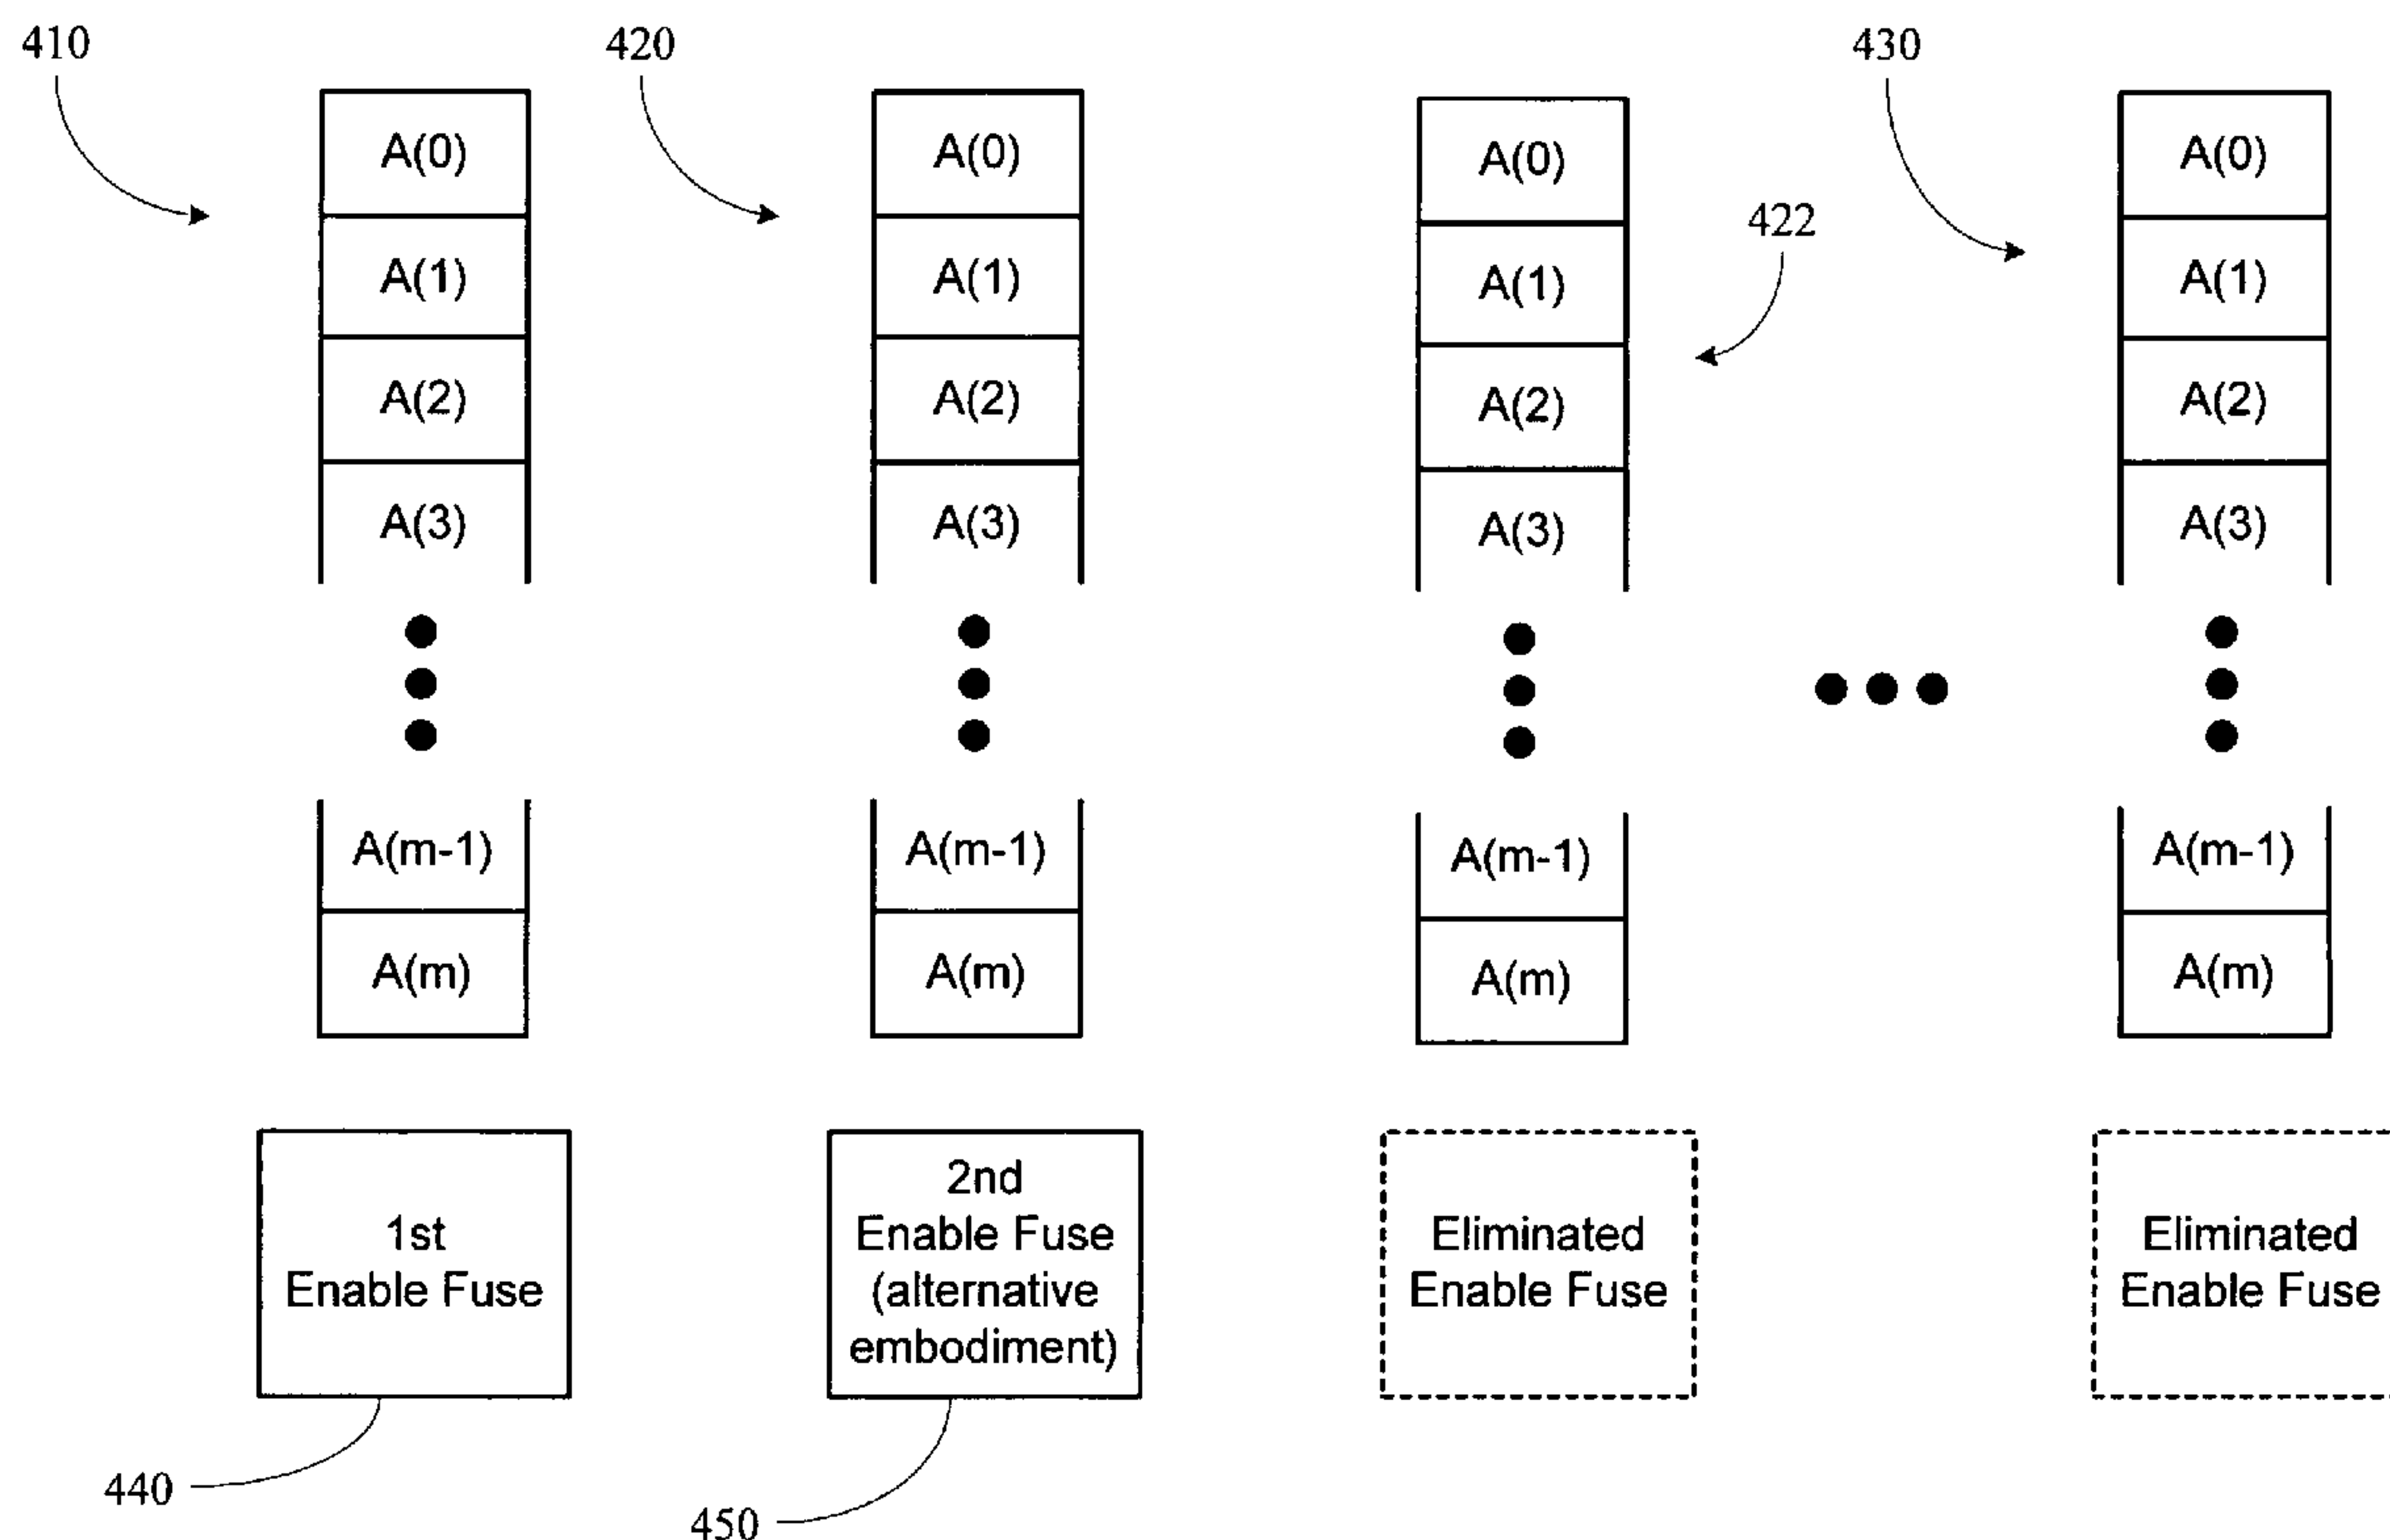 410
420
430
422
A(0)
A(1)
A(2)
A(3)
A(m-1)
A(m)
A(0)
A(1)
A(2)
A(3)
A(m-1)
A(m)
A(0)
A(1)
A(2)
A(3)
A(m-1)
A(m)
A(0)
A(1)
A(2)
A(3)
A(m-1)
A(m)
1st
Enable Fuse
2nd
Enable Fuse
(alternative
embodiment)
Eliminated
Enable Fuse
Eliminated
Enable Fuse
440
450